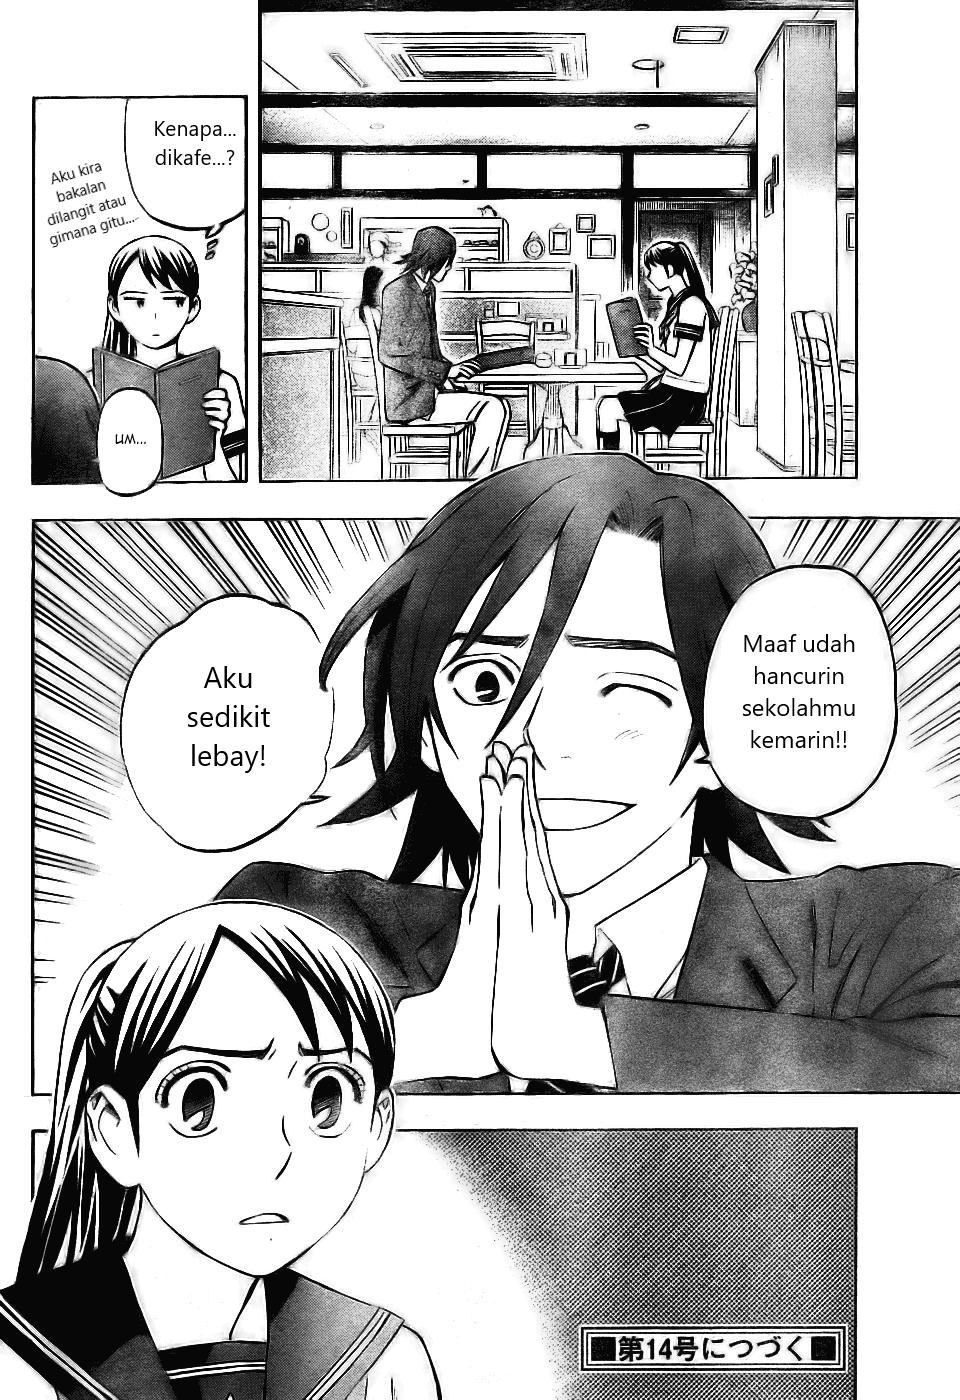 Kenapa...
dikafe...?
Aku kira
bakalan
dilangit atau
gimana gitu....
um...
Maaf udah
hancurin
sekolahmu
kemarin!!
Aku
sedikit
lebay!
■第14号につづく■